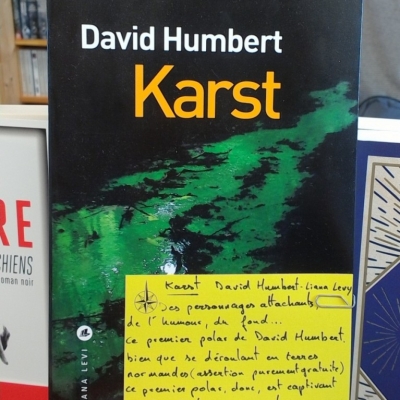 David Humbert
Karst
LIANA LEVI
RE
CHIENS
roman noir
Karst David Humbert. Liana Levy
Des personnages attachants
de l'humour, du fond...
ce premier polar de David Humbert,
bien que se déroulant en terres
normandes (assertion purement gratuite)
ce premier polar, donc, est captivant